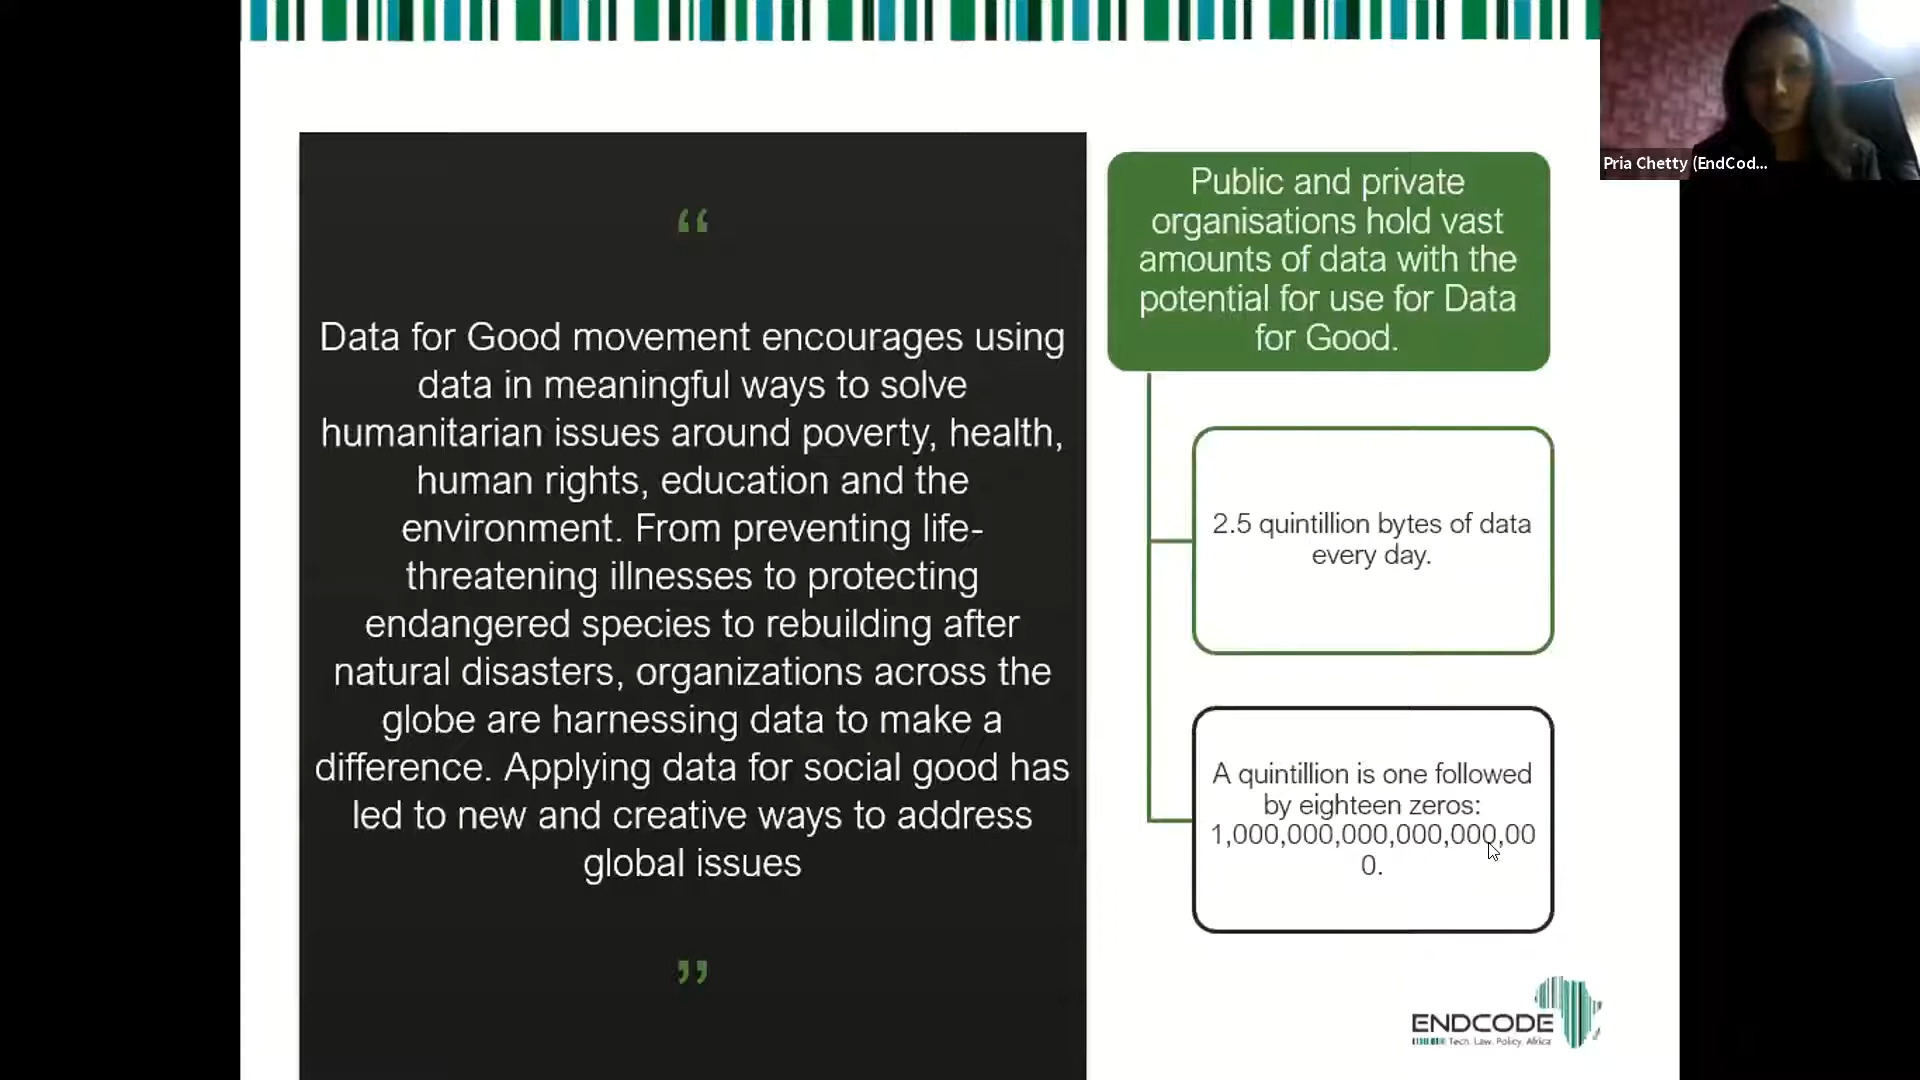 “
Data for Good movement encourages using
data in meaningful ways to solve
humanitarian issues around poverty, health,
human rights, education and the
environment. From preventing life-
threatening illnesses to protecting
endangered species to rebuilding after
natural disasters, organizations across the
globe are harnessing data to make a
difference. Applying data for social good has
led to new and creative ways to address
global issues
”
Public and private
organisations hold vast
amounts of data with the
potential for use for Data
for Good.
2.5 quintillion bytes of data
every day.
A quintillion is one followed
by eighteen zeros:
1,000,000,000,000,000,00
0.
ENDCODE
Tech. Law. Policy. Africa
Pria Chetty (EndCod...